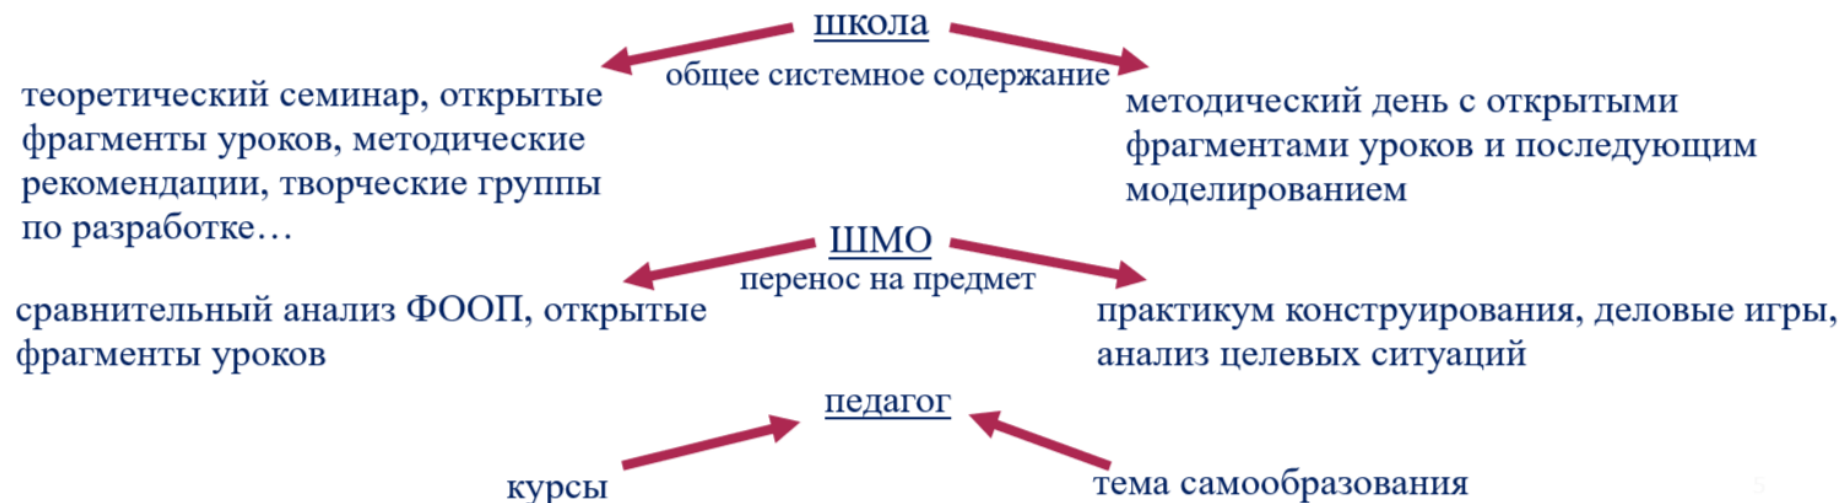 школа
общее системное содержание
теоретический семинар, открытые
фрагменты уроков, методические
рекомендации, творческие группы
по разработке…
методический день с открытыми
фрагментами уроков и последующим
моделированием
ШМО
перенос на предмет
сравнительный анализ ФООП, открытые
фрагменты уроков
практикум конструирования, деловые игры,
анализ целевых ситуаций
педагог
курсы
тема самообразования
5